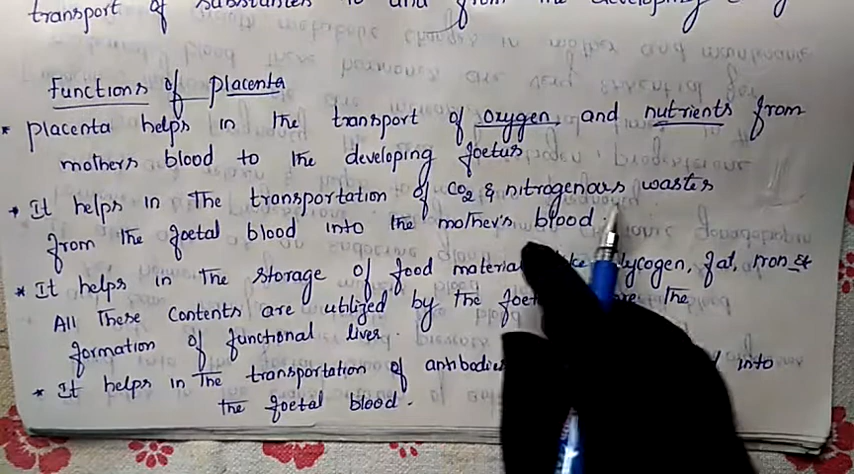 transport of substances to and from the developing
Functions of placenta
* placenta helps in the transport of oxygen, and nutrients from
mothers blood to the developing foetus
* It helps in the transportation of CO2 & nitrogenous wastes
from the foetal blood into the mother's blood.
* It helps in the storage of food material glycogen, fat, iron
All These contents are utilized by the the
formation of functional liver.
* It helps in the transportation of into
the foetal blood.